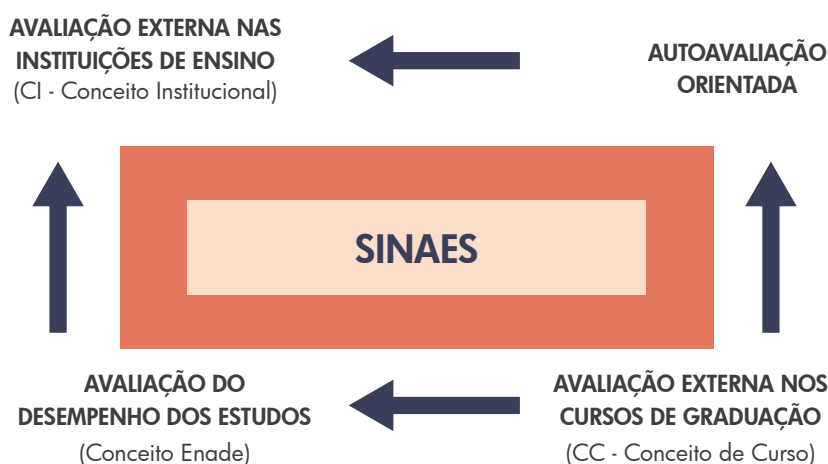 AVALIAÇÃO EXTERNA NAS
INSTITUIÇÕES DE ENSINO
(CI - Conceito Institucional)
AUTOAVALIAÇÃO
ORIENTADA
SINAES
AVALIAÇÃO DO
DESEMPENHO DOS ESTUDOS
(Conceito Enade)
AVALIAÇÃO EXTERNA NOS
CURSOS DE GRADUAÇÃO
(CC - Conceito de Curso)